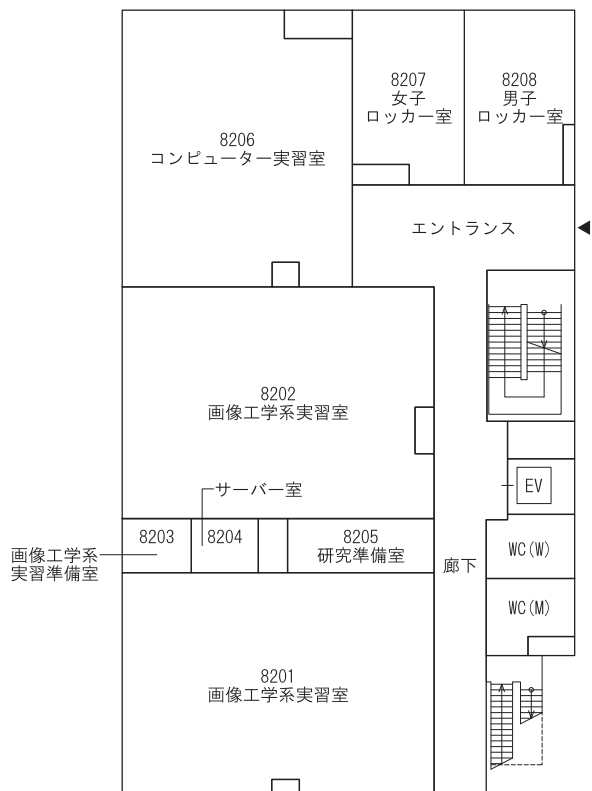 8207
女子
ロッカー室
8208
男子
ロッカー室
8206
コンピューター実習室
エントランス
8202
画像工学系実習室
サーバー室
EV
8203
8204
8205
研究準備室
画像工学系
実習準備室
廊下
WC(W)
WC(M)
8201
画像工学系実習室